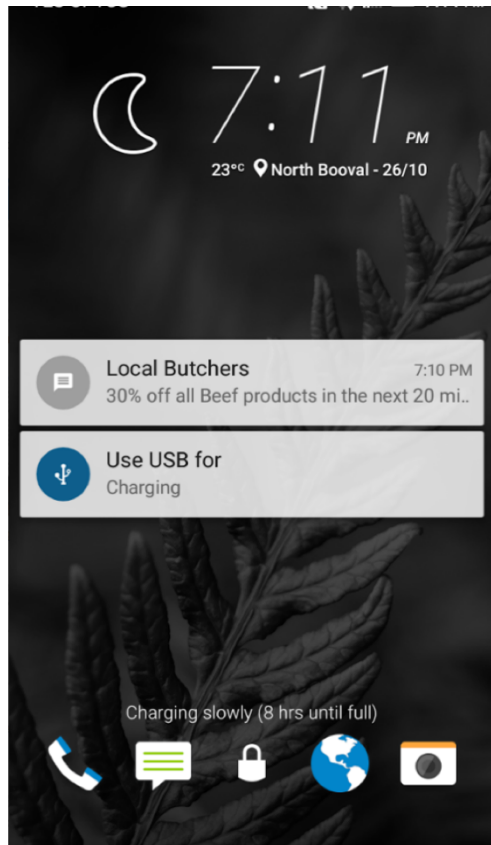 7:11 PM
23°C North Booval - 26/10
Local Butchers 7:10 PM
30% off all Beef products in the next 20 mi..
Use USB for
Charging
Charging slowly (8 hrs until full)